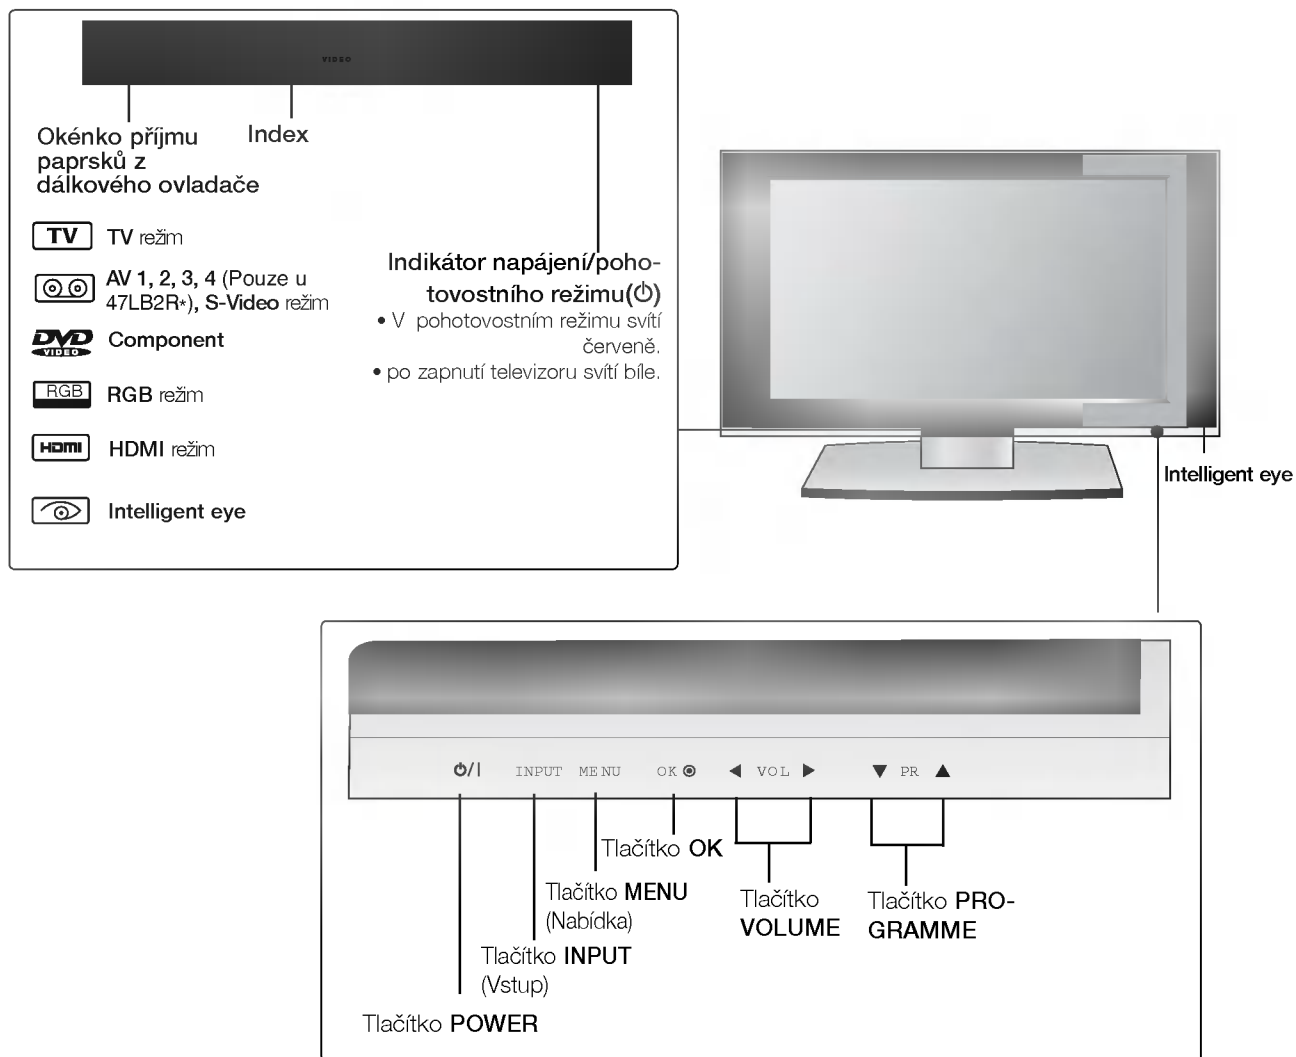 VIDEO
Okénko příjmu
paprsků z
dálkového ovladače
Index
TV TV režim
AV 1, 2, 3, 4 (Pouze u
47LB2R*), S-Video režim
DVD
VIDEO
Component
RGB RGB režim
HDMI HDMI režim
Intelligent eye
Indikátor napájení/poho-
tovostního režimu(⏻)
• V pohotovostním režimu svítí
červeně.
• po zapnutí televizoru svítí bíle.
Intelligent eye
⏻/I INPUT MENU OK ◉ ◀ VOL ▶ ▼ PR ▲
Tlačítko OK
Tlačítko MENU
(Nabídka)
Tlačítko INPUT
(Vstup)
Tlačítko POWER
Tlačítko
VOLUME
Tlačítko PRO-
GRAMME